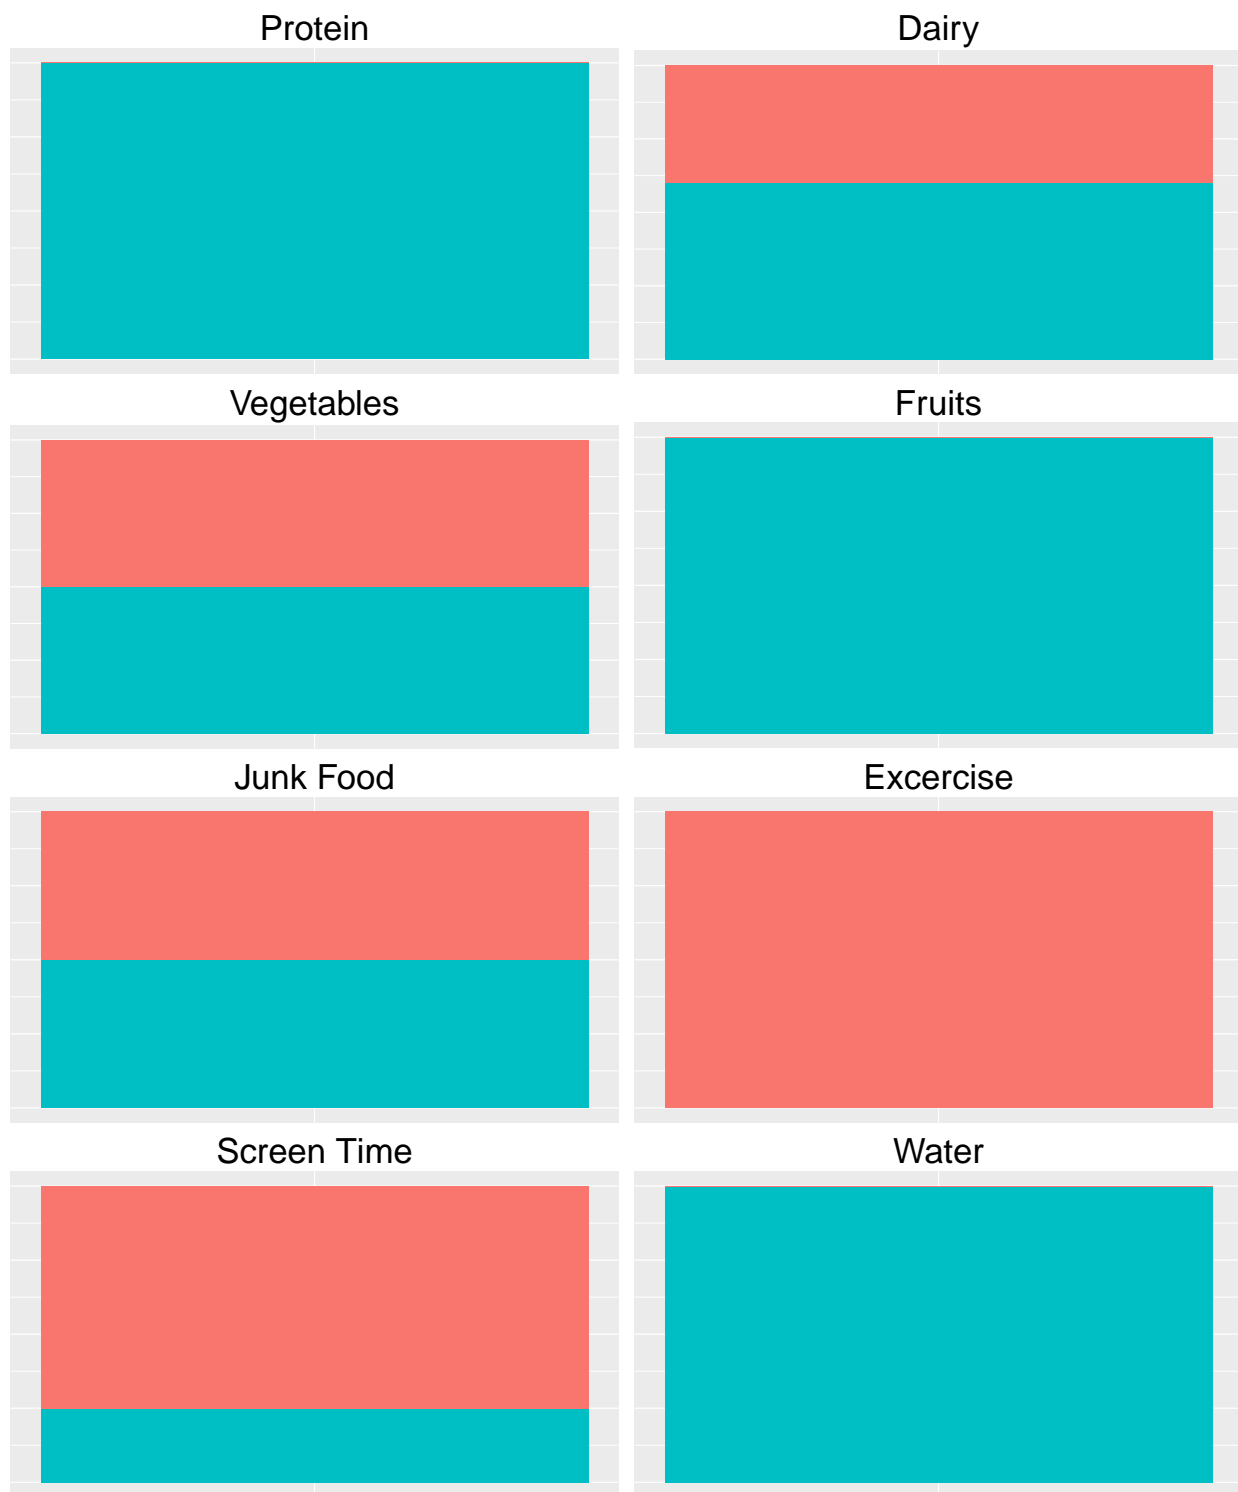 Protein
Dairy
Vegetables
Fruits
Junk Food
Excercise
Screen Time
Water